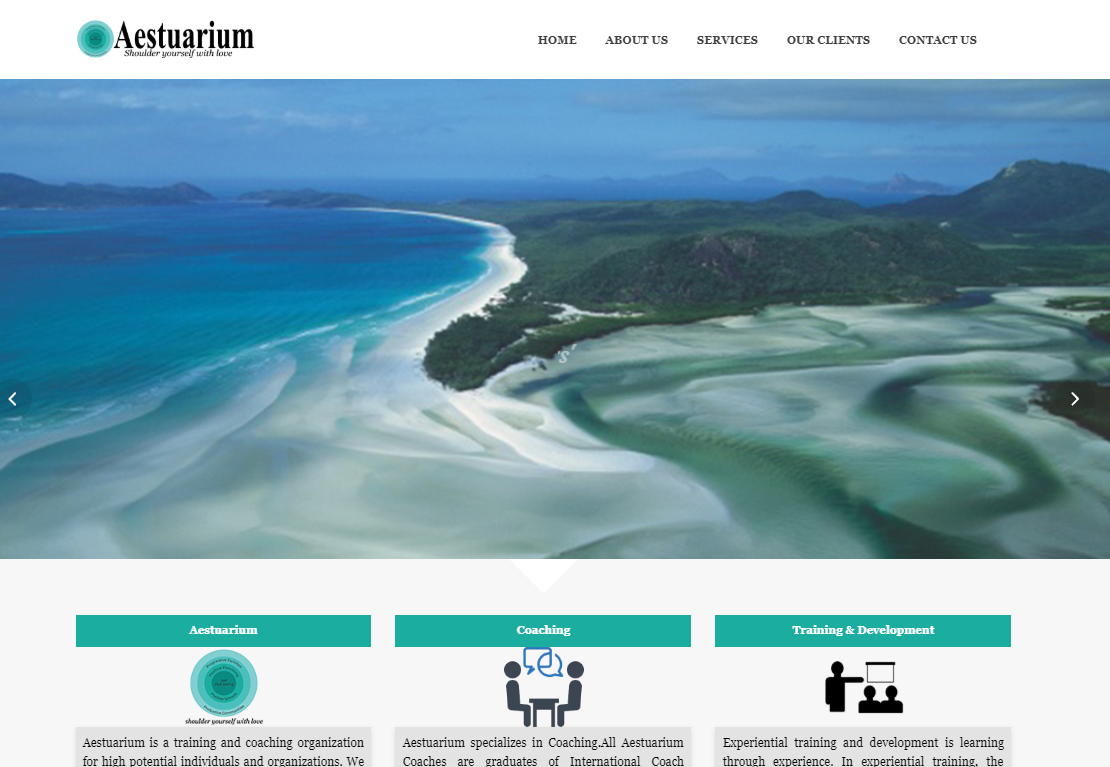 Aestuarium
Shoulder yourself with love
HOME ABOUT US SERVICES OUR CLIENTS CONTACT US
'S'
Aestuarium
shoulder yourself with love
Aestuarium is a training and coaching organization
for high potential individuals and organizations. We
Coaching
Aestuarium specializes in Coaching.All Aestuarium
Coaches are graduates of International Coach
Training & Development
Experiential training and development is learning
through experience. In experiential training, the